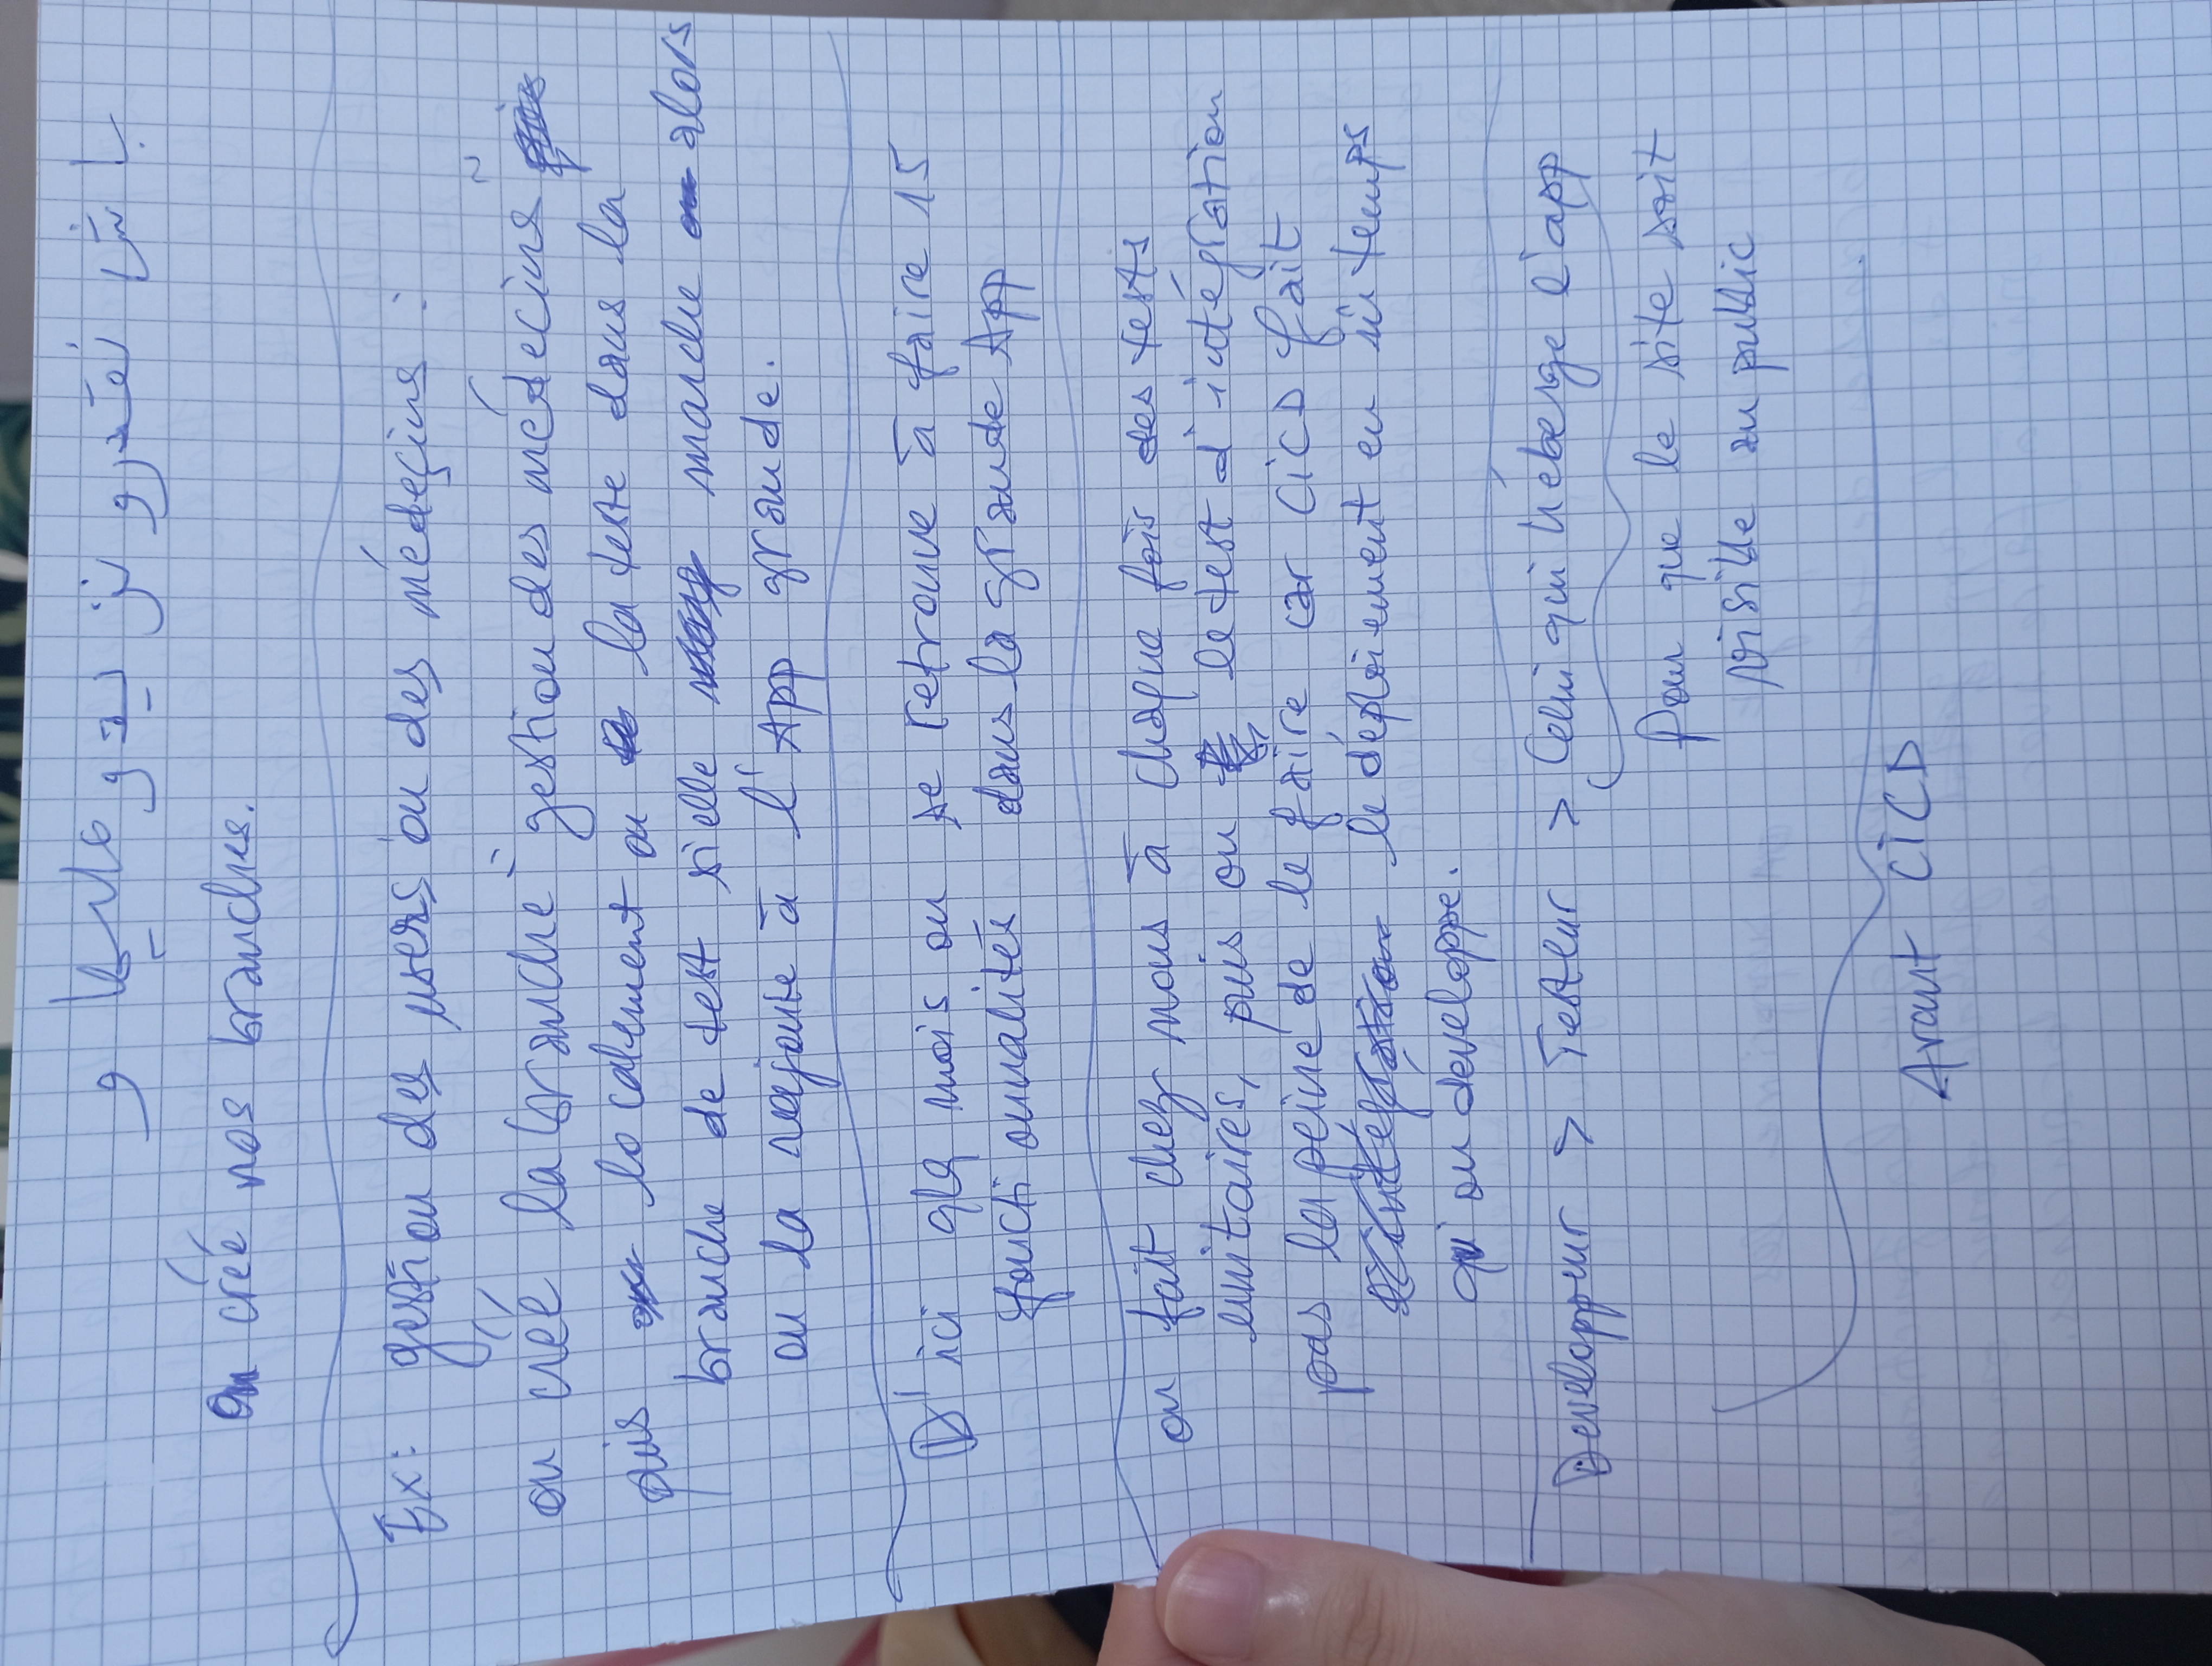 باش نقدرو نزيدو عليها و
On créé nos branches.
Ex: gestion des users ou des médecins :
on créé la branche "gestion des médecins"
puis localement on la teste dans la
branche de test si elle marche alors
on la rajoute à l'App grande.
D'ici qlq mois on se retrouve à faire 15
fonctionnalités dans la grande App
on fait chez nous à chaque fois des tests
unitaires, puis on le test d'intégration
pas la peine de le faire car CiCD fait
le déploiement en m̂ temps
qu'on développe.
Developpeur > Testeur > Celui qui héberge l'app
Pour que le site soit
visible au public
Avant CiCD